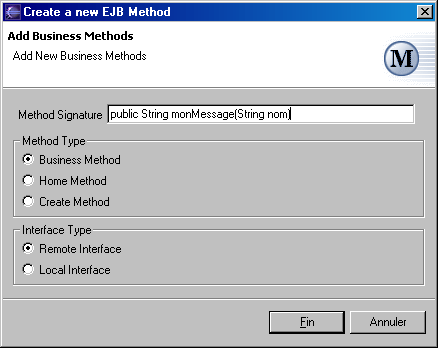 Create a new EJB Method
Add Business Methods
Add New Business Methods
M
Method Signature public String monMessage(String nom)
Method Type
Business Method
Home Method
Create Method
Interface Type
Remote Interface
Local Interface
Fin Annuler